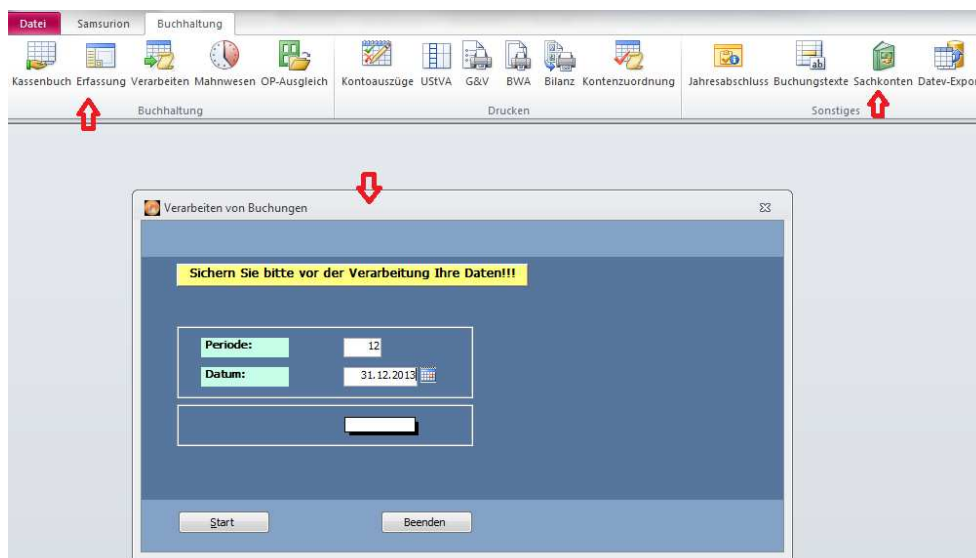 Datei Samsurion Buchhaltung
Kassenbuch Erfassung Verarbeiten Mahnwesen OP-Ausgleich Kontoauszüge UStVA G&V BWA Bilanz Kontenzuordnung Jahresabschluss Buchungstexte Sachkonten Datev-Expor
Buchhaltung Drucken Sonstiges
Verarbeiten von Buchungen
Sichern Sie bitte vor der Verarbeitung Ihre Daten!!!
Periode: 12
Datum: 31.12.2013
Start Beenden